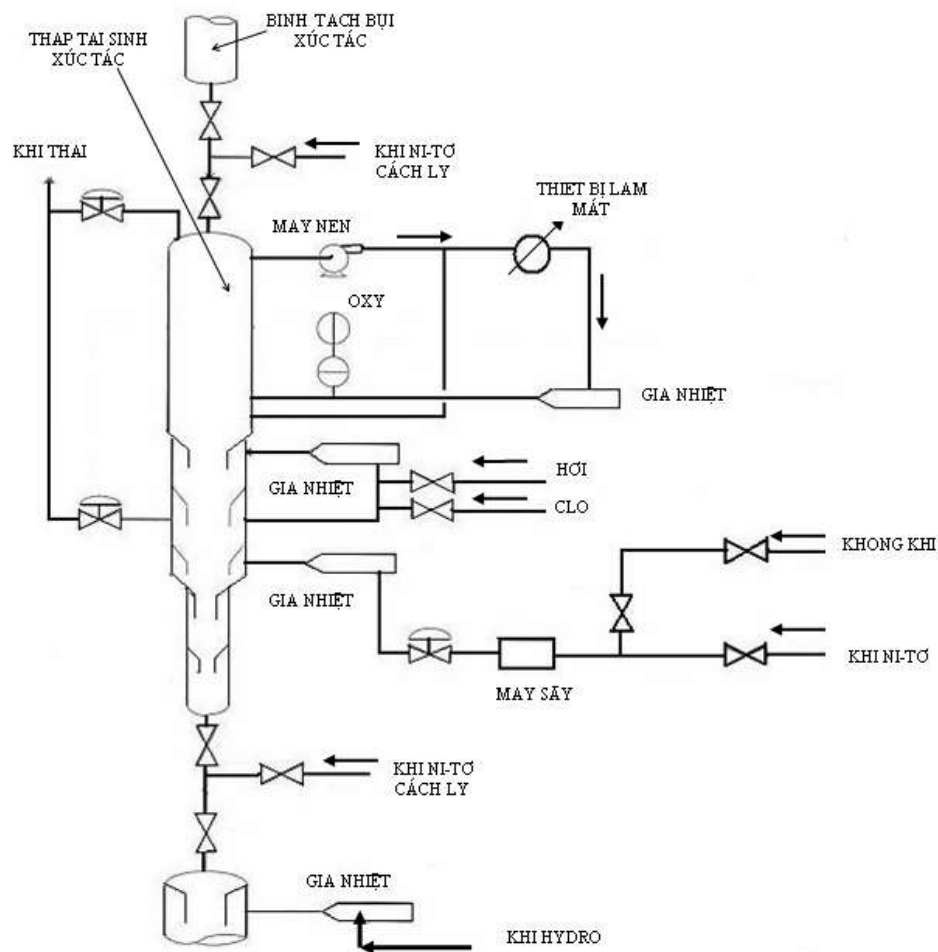 BINH TACH BỤI
XÚC TÁC
THAP TAI SINH
XÚC TÁC
KHI THAI
KHI NI-TƠ
CÁCH LY
THIET BỊ LAM
MÁT
MAY NEN
OXY
GIA NHIỆT
HƠI
GIA NHIỆT
CLO
KHONG KHI
GIA NHIỆT
KHI NI-TƠ
MAY SẤY
KHI NI-TƠ
CÁCH LY
GIA NHIỆT
KHI HYDRO